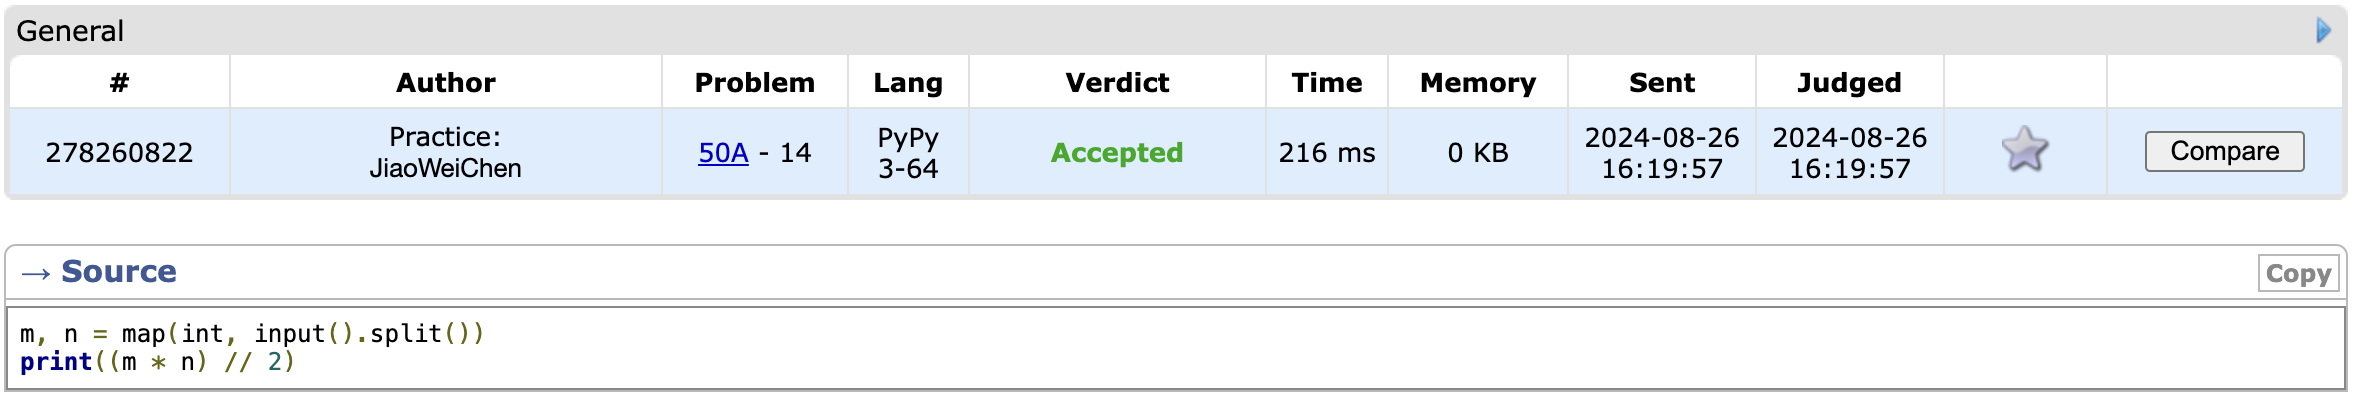 General
# Author Problem Lang Verdict Time Memory Sent Judged
278260822 Practice: JiaoWeiChen 50A - 14 PyPy 3-64 Accepted 216 ms 0 KB 2024-08-26 16:19:57 2024-08-26 16:19:57 Compare
→ Source
Copy
m, n = map(int, input().split())
print((m * n) // 2)